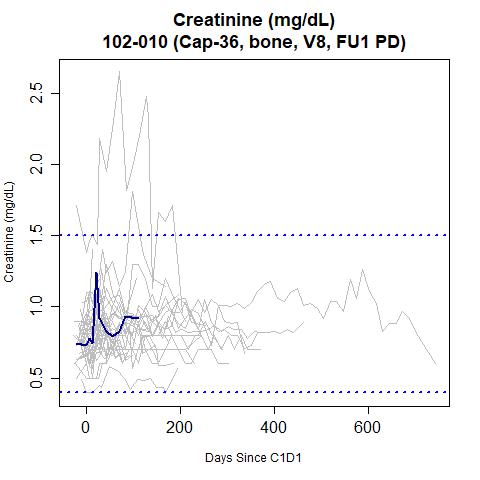 Creatinine (mg/dL)
102-010 (Cap-36, bone, V8, FU1 PD)
2.5
2.0
1.5
1.0
0.5
Creatinine (mg/dL)
0 200 400 600
Days Since C1D1